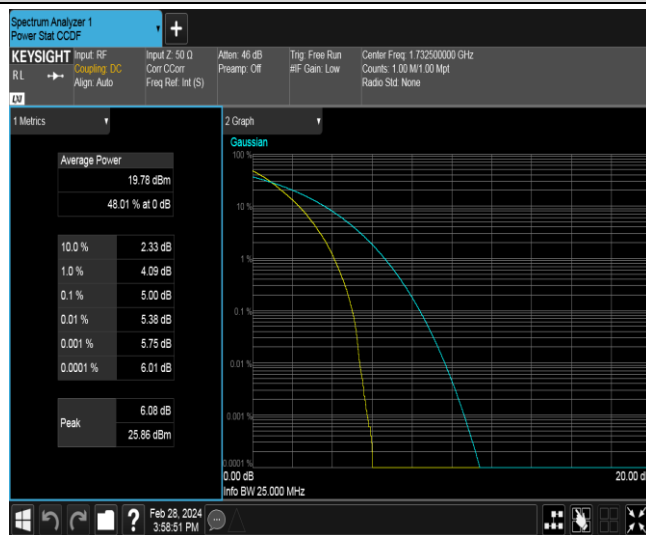 Spectrum Analyzer 1
Power Stat CCDF
+
KEYSIGHT
RL
LXI
Input: RF
Coupling: DC
Align: Auto
Input Z: 50 Ω
Corr CCorr
Freq Ref: Int (S)
Atten: 46 dB
Preamp: Off
Trig: Free Run
#IF Gain: Low
Center Freq: 1.732500000 GHz
Counts: 1.00 M/1.00 Mpt
Radio Std: None
1 Metrics
Average Power
19.78 dBm
48.01 % at 0 dB
10.0 % 2.33 dB
1.0 % 4.09 dB
0.1 % 5.00 dB
0.01 % 5.38 dB
0.001 % 5.75 dB
0.0001 % 6.01 dB
Peak
6.08 dB
25.86 dBm
2 Graph
Gaussian
100 %
10 %
1 %
0.1 %
0.01 %
0.001 %
0.0001 %
0.00 dB
20.00 d
Info BW 25.000 MHz
?
Feb 28, 2024
3:58:51 PM